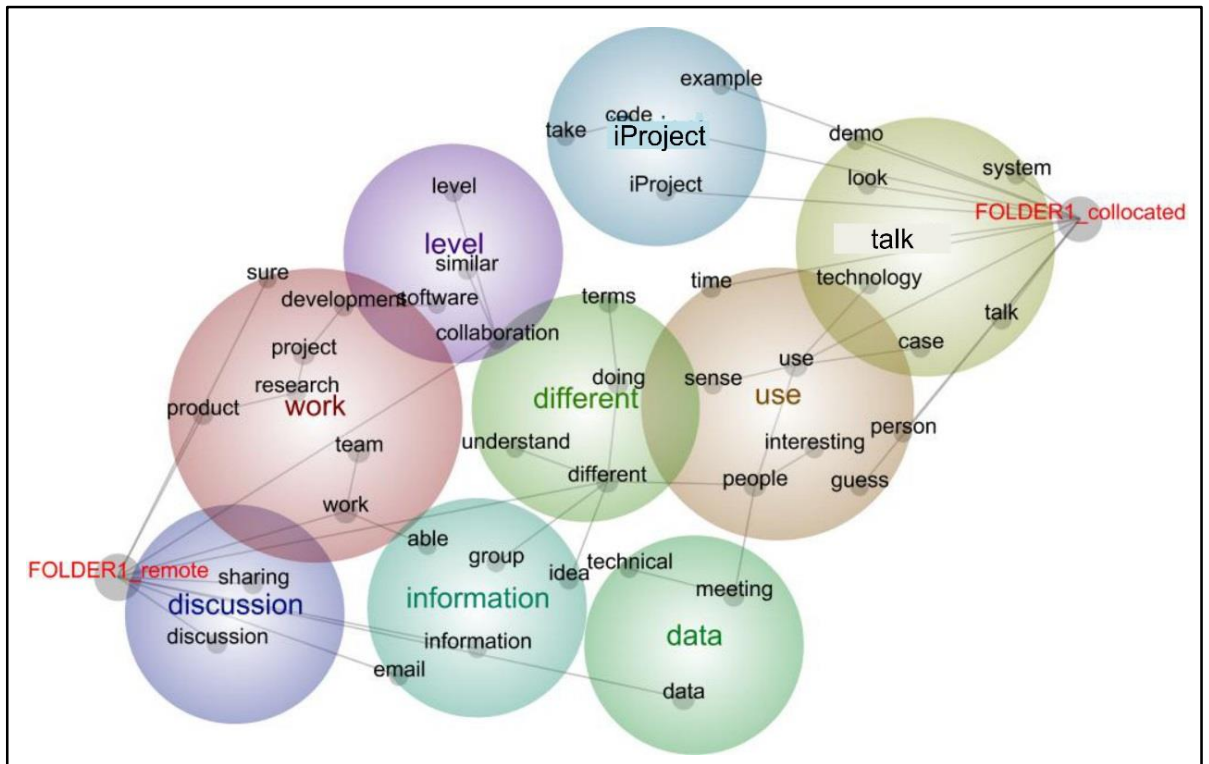 example
code
take
iProject
demo
system
level
look
iProject
FOLDER1_collocated
level
talk
similar
sure
time
technology
development
software
terms
talk
collaboration
project
case
use
research
doing
sense
work
different
use
product
person
team
understand
interesting
different
people
guess
work
able
group
technical
FOLDER1_remote
idea
sharing
meeting
discussion
information
discussion
information
data
email
data